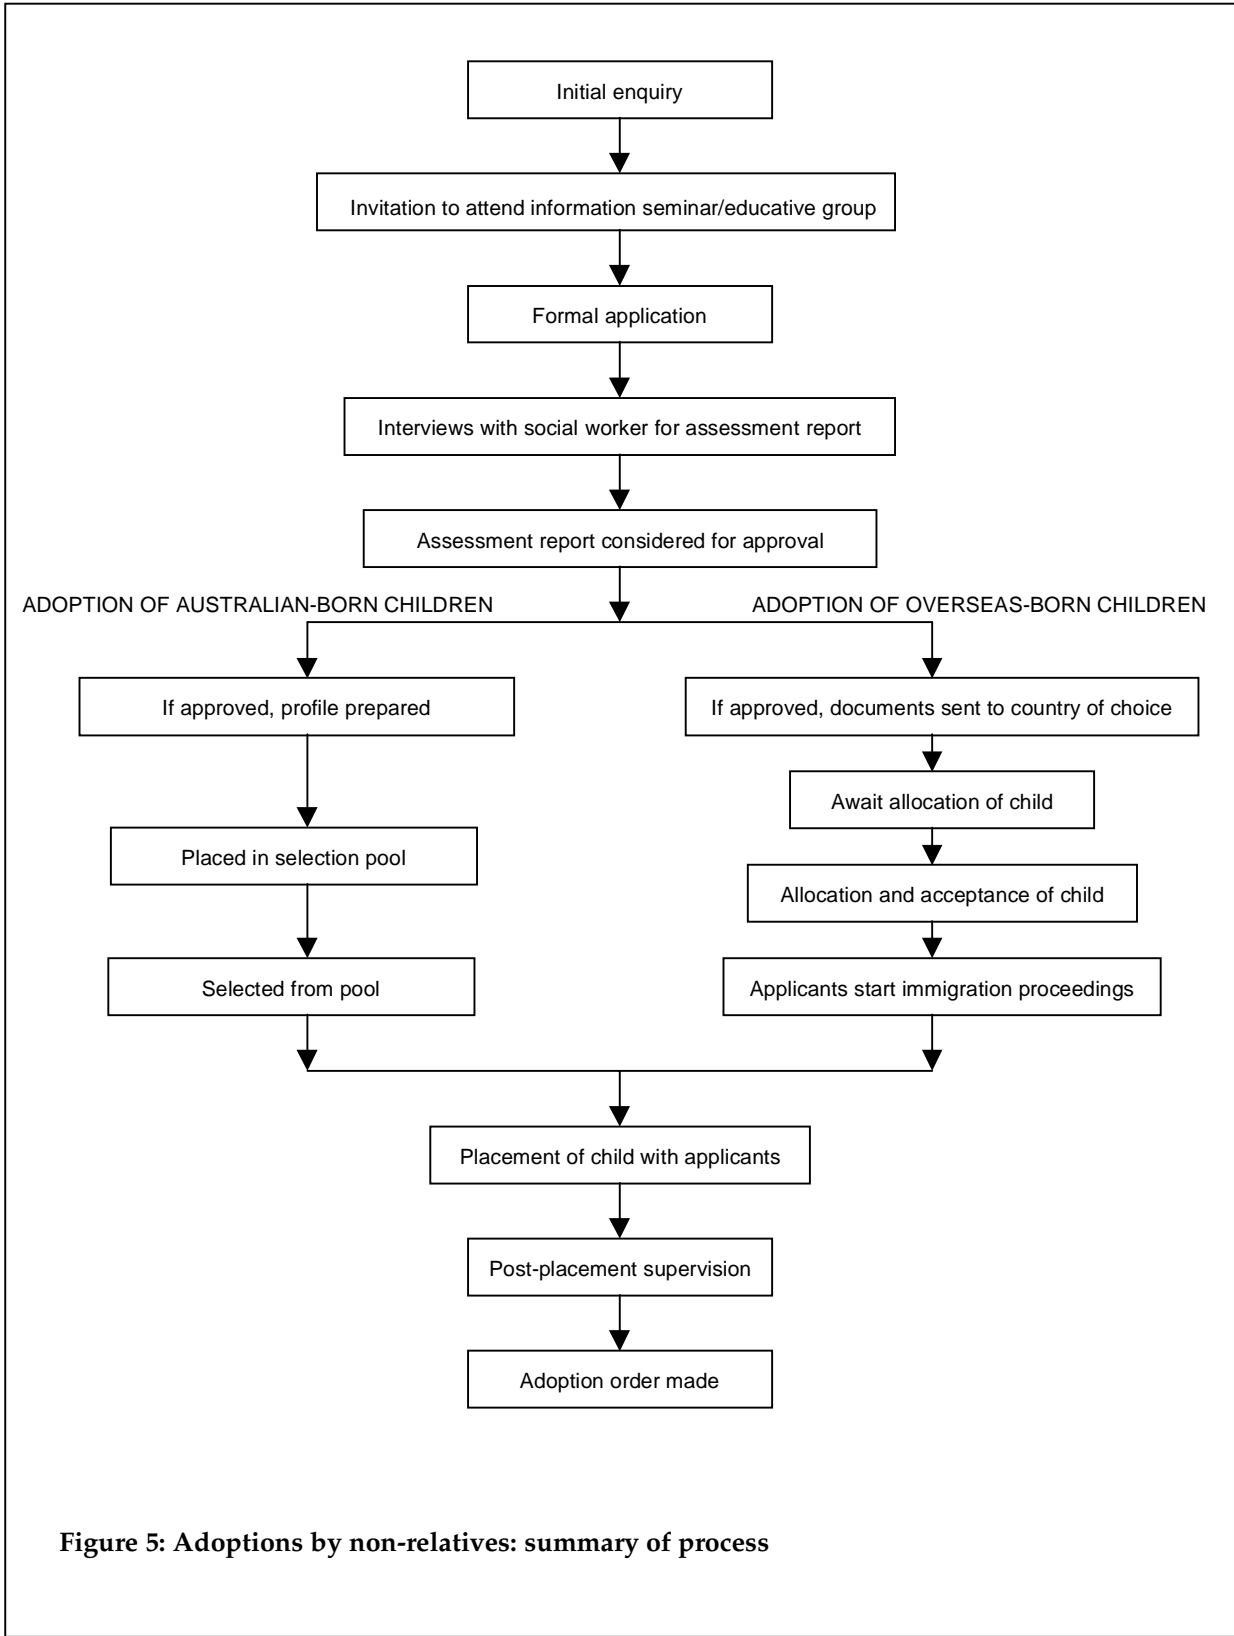 Initial enquiry
Invitation to attend information seminar/educative group
Formal application
Interviews with social worker for assessment report
Assessment report considered for approval
ADOPTION OF AUSTRALIAN-BORN CHILDREN
If approved, profile prepared
Placed in selection pool
Selected from pool
ADOPTION OF OVERSEAS-BORN CHILDREN
If approved, documents sent to country of choice
Await allocation of child
Allocation and acceptance of child
Applicants start immigration proceedings
Placement of child with applicants
Post-placement supervision
Adoption order made
Figure 5: Adoptions by non-relatives: summary of process